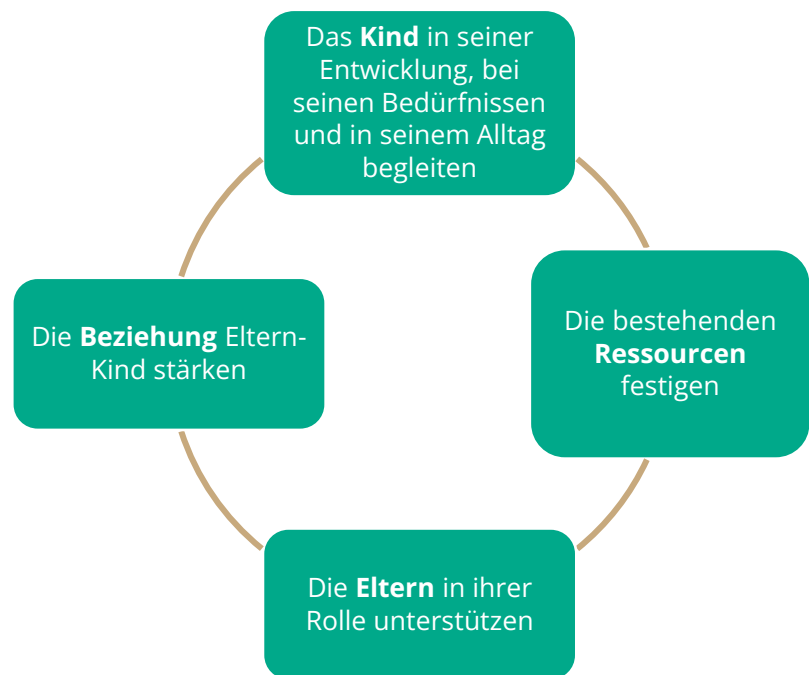 Das Kind in seiner
Entwicklung, bei
seinen Bedürfnissen
und in seinem Alltag
begleiten
Die bestehenden
Ressourcen
festigen
Die Eltern in ihrer
Rolle unterstützen
Die Beziehung Eltern-
Kind stärken